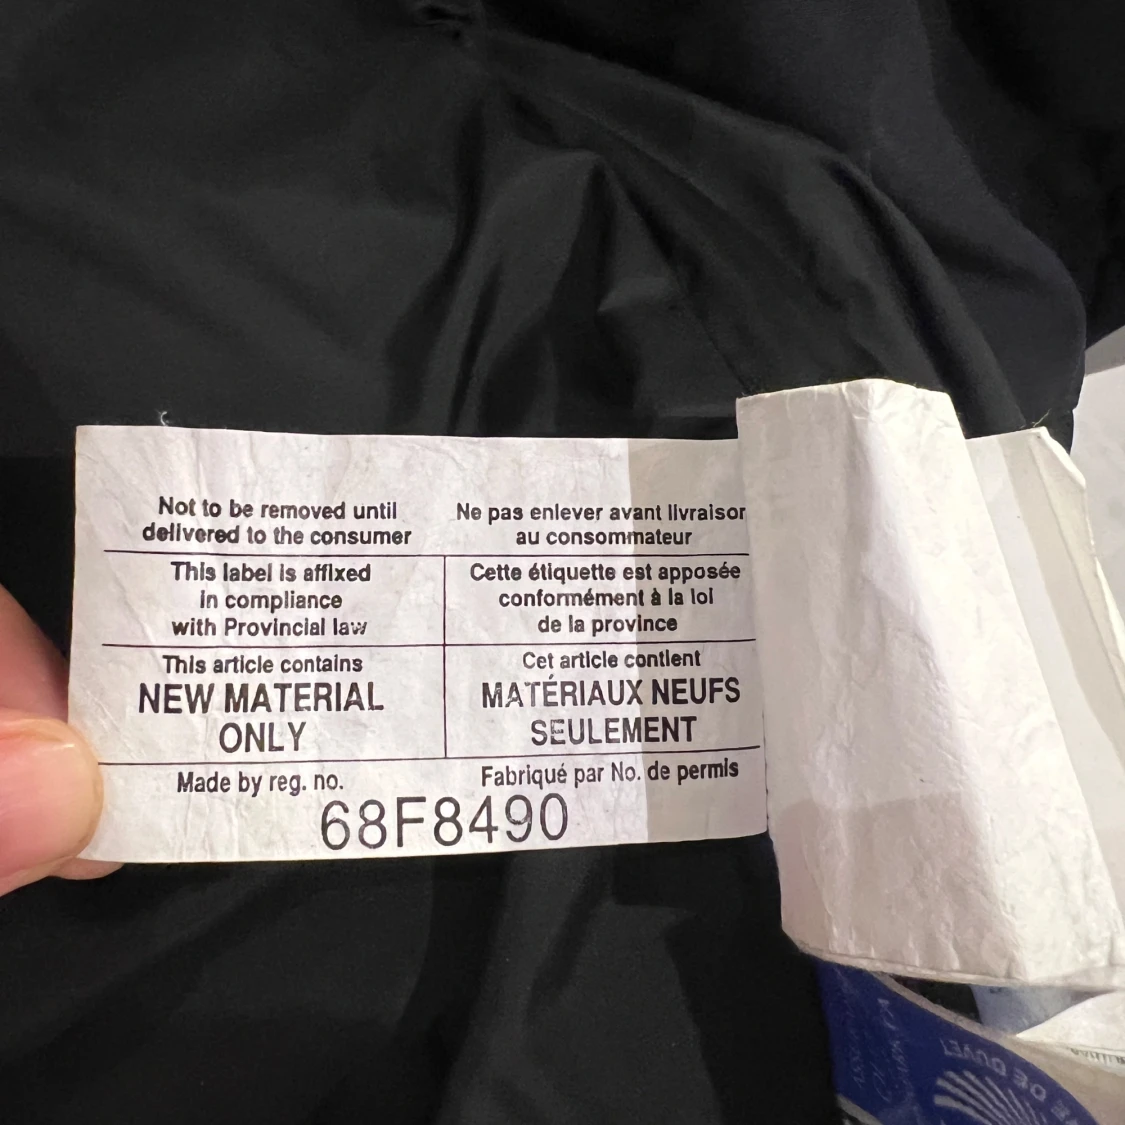 Not to be removed until
delivered to the consumer
Ne pas enlever avant livraison
au consommateur
This label is affixed
in compliance
with Provincial law
Cette étiquette est apposée
conformément à la loi
de la province
This article contains
NEW MATERIAL
ONLY
Cet article contient
MATÉRIAUX NEUFS
SEULEMENT
Made by reg. no.
Fabriqué par No. de permis
68F8490
DE DUVET